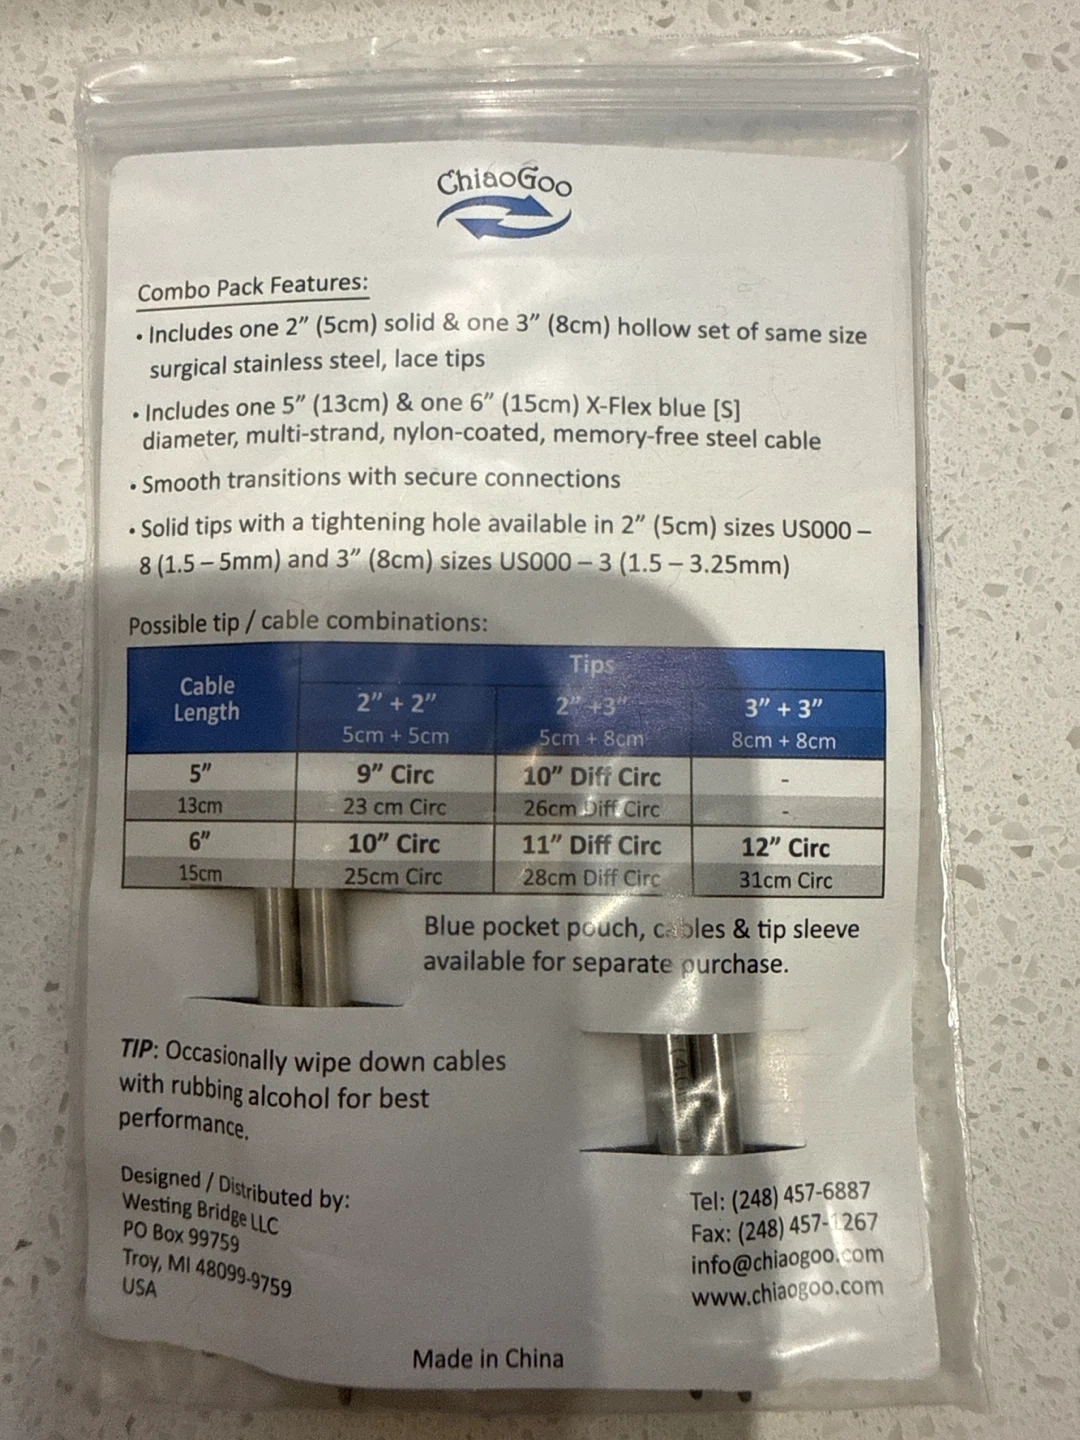 ChiaoGoo
Combo Pack Features:
• Includes one 2" (5cm) solid & one 3" (8cm) hollow set of same size
surgical stainless steel, lace tips
• Includes one 5" (13cm) & one 6" (15cm) X-Flex blue [S]
diameter, multi-strand, nylon-coated, memory-free steel cable
• Smooth transitions with secure connections
• Solid tips with a tightening hole available in 2" (5cm) sizes US000 –
8 (1.5 – 5mm) and 3" (8cm) sizes US000 – 3 (1.5 – 3.25mm)
Possible tip / cable combinations:
Tips
Cable
Length
2" + 2" 2" +3" 3" + 3"
5cm + 5cm 5cm + 8cm 8cm + 8cm
5" 9" Circ 10" Diff Circ -
13cm 23 cm Circ 26cm Diff Circ -
6" 10" Circ 11" Diff Circ 12" Circ
15cm 25cm Circ 28cm Diff Circ 31cm Circ
Blue pocket pouch, cables & tip sleeve
available for separate purchase.
TIP: Occasionally wipe down cables
with rubbing alcohol for best
performance.
Designed / Distributed by:
Westing Bridge LLC
PO Box 99759
Troy, MI 48099-9759
USA
Tel: (248) 457-6887
Fax: (248) 457-1267
info@chiaogoo.com
www.chiaogoo.com
Made in China